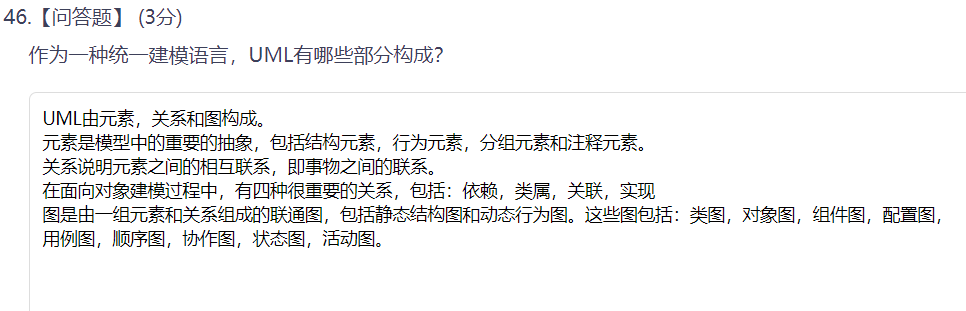 46.【问答题】 (3分)
作为一种统一建模语言，UML有哪些部分构成？
UML由元素，关系和图构成。
元素是模型中的重要的抽象，包括结构元素，行为元素，分组元素和注释元素。
关系说明元素之间的相互联系，即事物之间的联系。
在面向对象建模过程中，有四种很重要的关系，包括：依赖，类属，关联，实现
图是由一组元素和关系组成的联通图，包括静态结构图和动态行为图。这些图包括：类图，对象图，组件图，配置图，
用例图，顺序图，协作图，状态图，活动图。